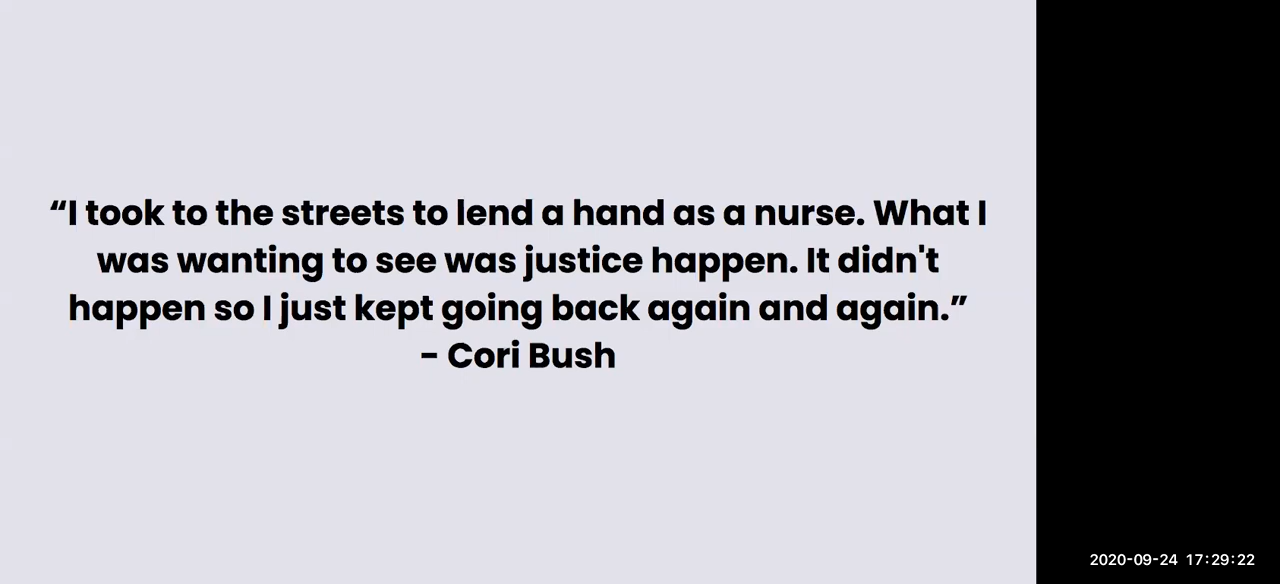 “I took to the streets to lend a hand as a nurse. What I
was wanting to see was justice happen. It didn't
happen so I just kept going back again and again.”
- Cori Bush
2020-09-24 17:29:22